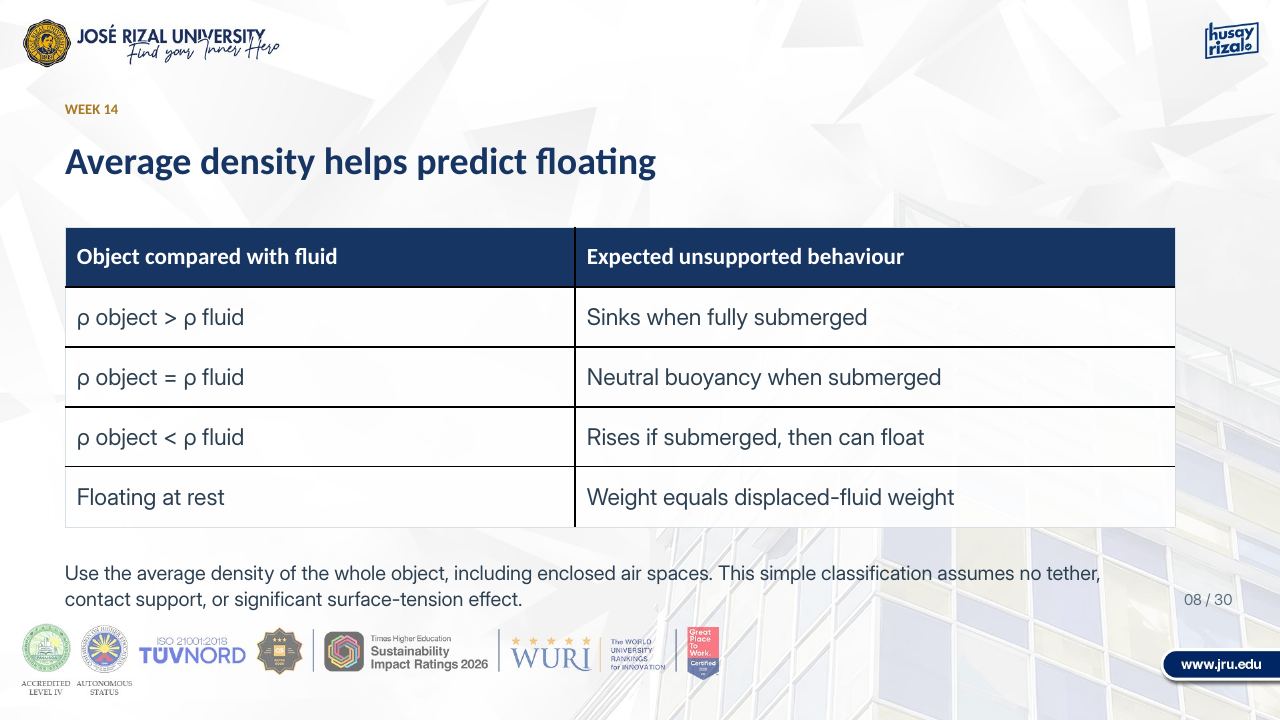 JOSÉ RIZAL UNIVERSITY
Find your Inner Hero
husay
rizal
WEEK 14
Average density helps predict floating
Object compared with fluid
Expected unsupported behaviour
ρ object > ρ fluid
Sinks when fully submerged
ρ object = ρ fluid
Neutral buoyancy when submerged
ρ object < ρ fluid
Rises if submerged, then can float
Floating at rest
Weight equals displaced-fluid weight
Use the average density of the whole object, including enclosed air spaces. This simple classification assumes no tether,
contact support, or significant surface-tension effect.
08 / 30
ACCREDITED
LEVEL IV
AUTONOMOUS
STATUS
ISO 21001:2018
TÜVNORD
Times Higher Education
Sustainability
Impact Ratings 2026
WURI
The WORLD
UNIVERSITY
RANKINGS
for INNOVATION
Great
Place
To
Work.
Certified
www.jru.edu